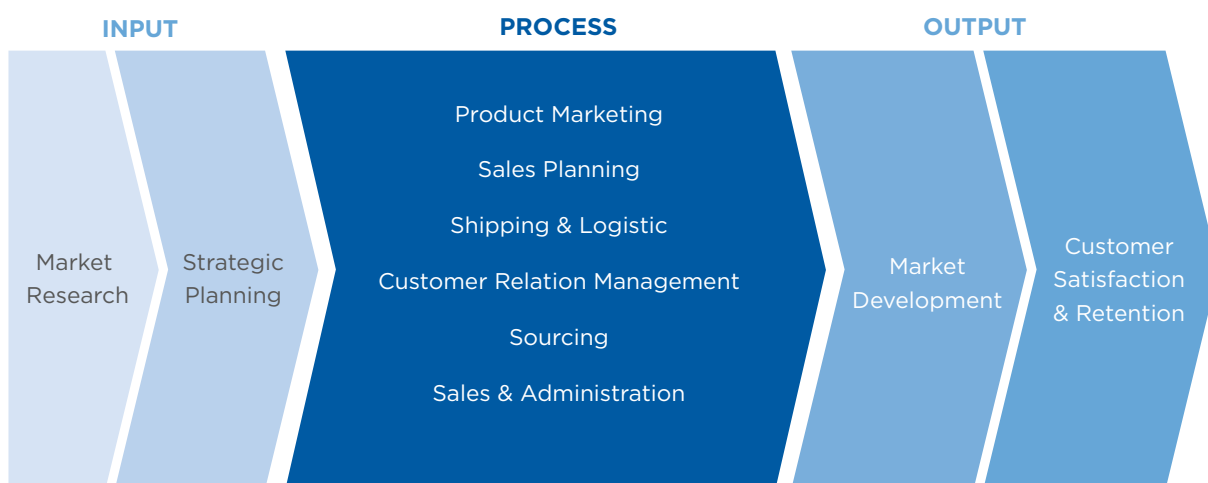 INPUT
PROCESS
OUTPUT
Market
Research
Strategic
Planning
Product Marketing
Sales Planning
Shipping & Logistic
Customer Relation Management
Sourcing
Sales & Administration
Market
Development
Customer
Satisfaction
& Retention